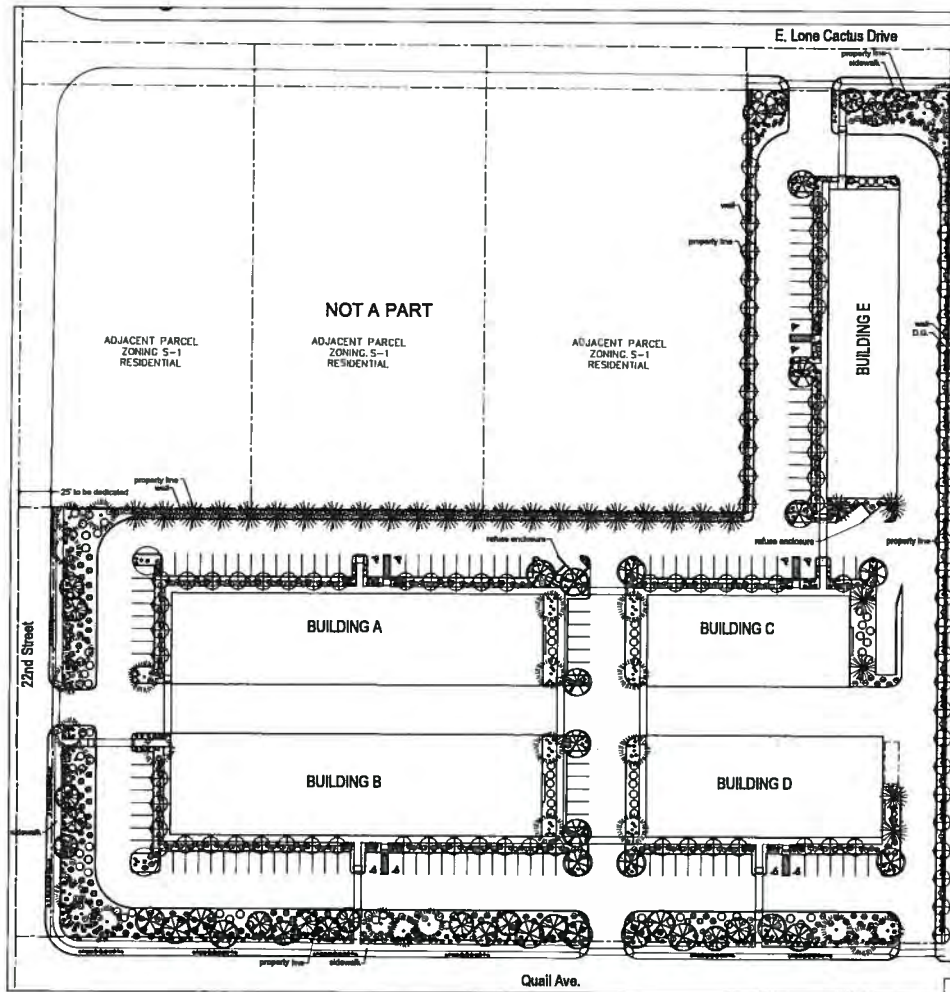 E. Lone Cactus Drive
property line
sidewalk
wall
property line
NOT A PART
ADJACENT PARCEL
ZONING. S-1
RESIDENTIAL
ADJACENT PARCEL
ZONING. S-1
RESIDENTIAL
ADJACENT PARCEL
ZONING. S-1
RESIDENTIAL
BUILDING E
wall
D.G.
property line
wall
25' to be dedicated
refuse enclosure
refuse enclosure
property line
22nd Street
BUILDING A
BUILDING C
BUILDING B
BUILDING D
sidewalk
property line
sidewalk
Quail Ave.